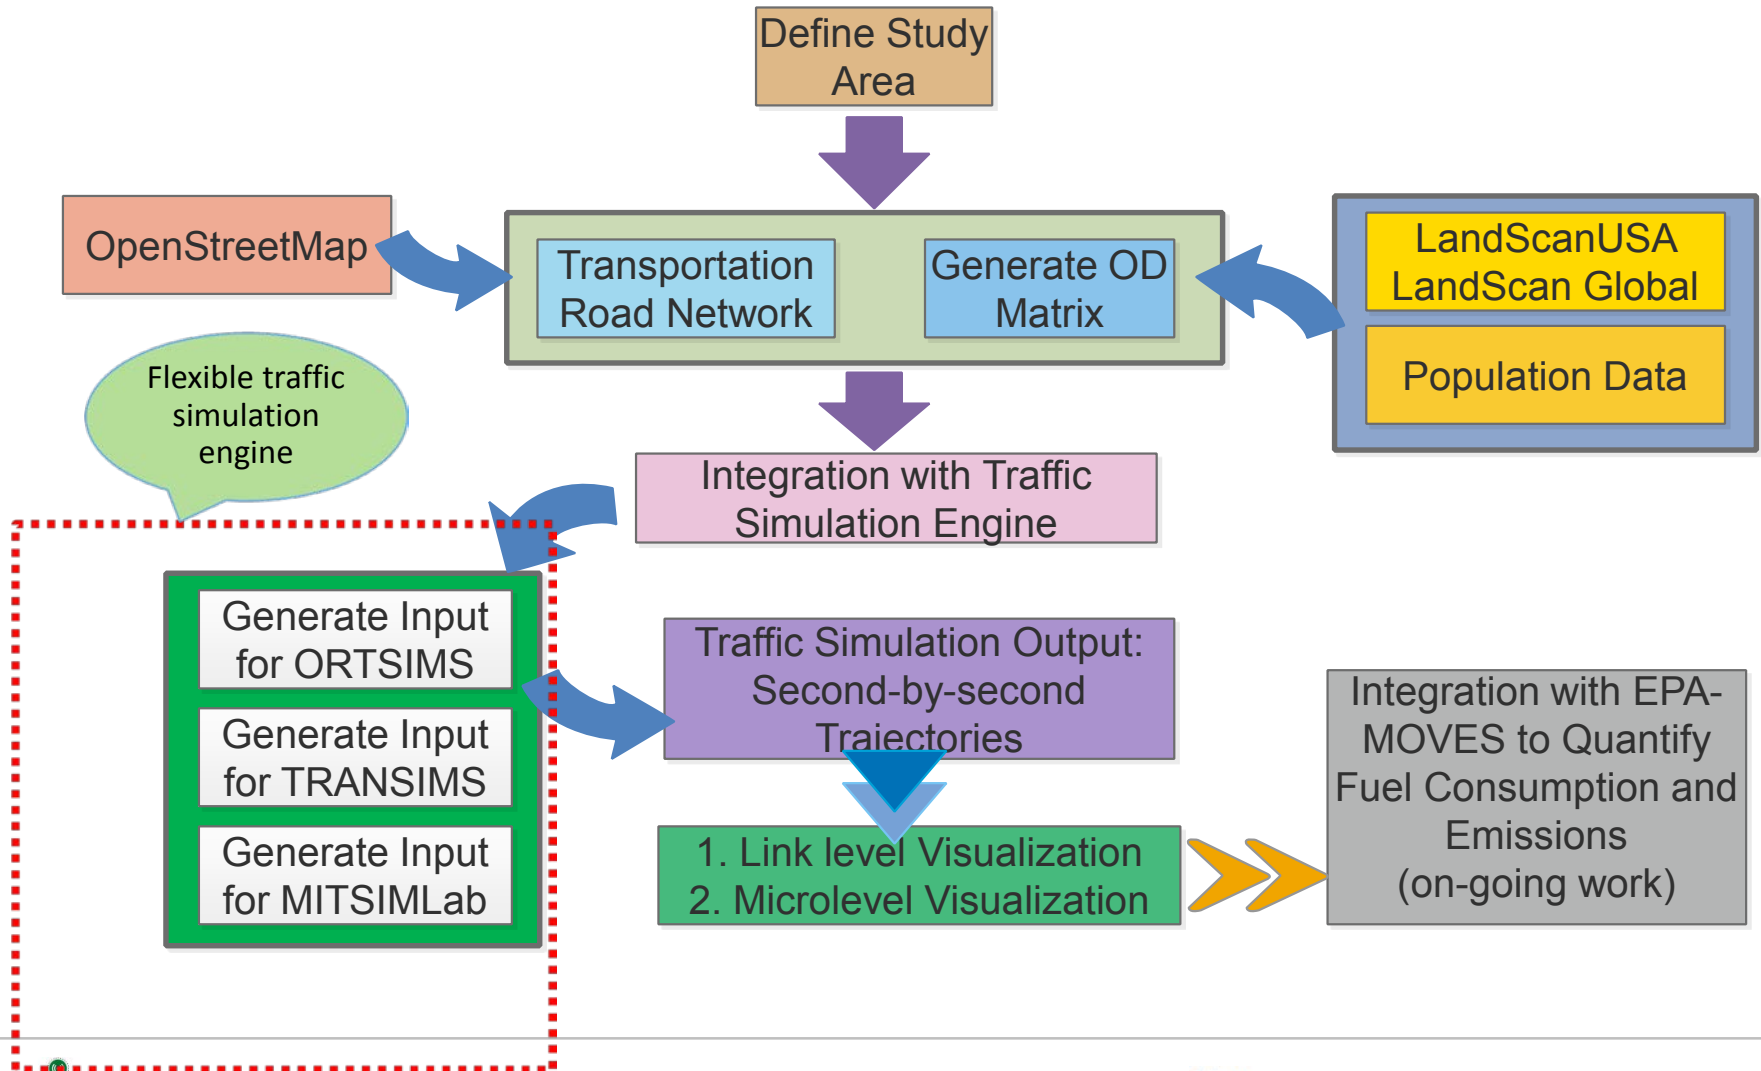 Define Study
Area
OpenStreetMap
Transportation
Road Network
Generate OD
Matrix
LandScanUSA
LandScan Global
Population Data
Flexible traffic
simulation
engine
Integration with Traffic
Simulation Engine
Generate Input
for ORTSIMS
Generate Input
for TRANSIMS
Generate Input
for MITSIMLab
Traffic Simulation Output:
Second-by-second
Trajectories
1. Link level Visualization
2. Microlevel Visualization
Integration with EPA-
MOVES to Quantify
Fuel Consumption and
Emissions
(on-going work)